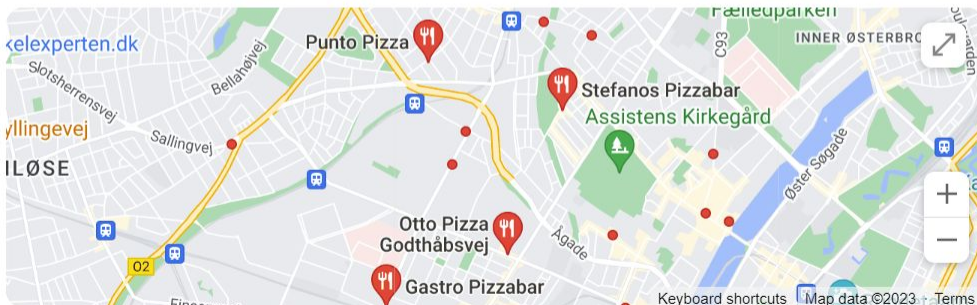 Fælledparken
Punto Pizza
C93
INNER ØSTERBRO
kelexperten.dk
Bellahøjvej
Slotsherrensvej
Stefanos Pizzabar
Assistens Kirkegård
yllingevej
Sallingvej
Øster Søgade
Otto Pizza
Godthåbsvej
Ågade
O2
Gastro Pizzabar
Keyboard shortcuts
Map data ©2023
Terms